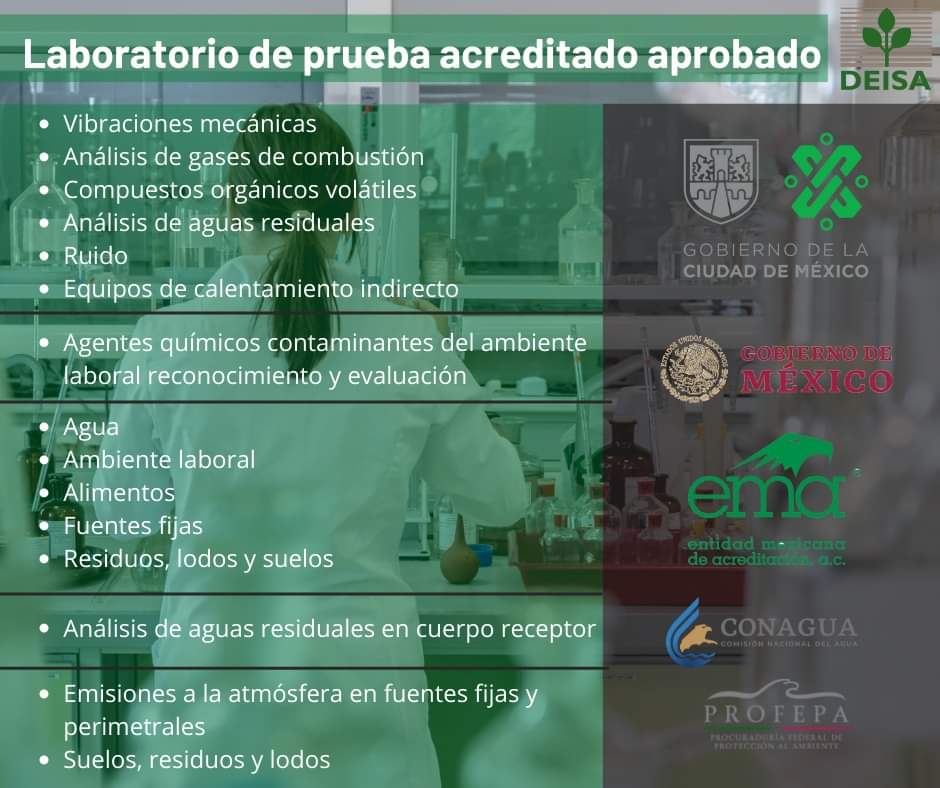 Laboratorio de prueba acreditado aprobado
DEISA
• Vibraciones mecánicas
• Análisis de gases de combustión
• Compuestos orgánicos volátiles
• Análisis de aguas residuales
• Ruido
• Equipos de calentamiento indirecto
GOBIERNO DE LA
CIUDAD DE MÉXICO
• Agentes químicos contaminantes del ambiente
laboral reconocimiento y evaluación
ESTADOS UNIDOS MEXICANOS
GOBIERNO DE
MÉXICO
• Agua
• Ambiente laboral
• Alimentos
• Fuentes fijas
• Residuos, lodos y suelos
ema
entidad mexicana
de acreditación, a.c.
• Análisis de aguas residuales en cuerpo receptor
CONAGUA
COMISIÓN NACIONAL DEL AGUA
• Emisiones a la atmósfera en fuentes fijas y
perimetrales
• Suelos, residuos y lodos
PROFEPA
PROCURADURÍA FEDERAL DE
PROTECCIÓN AL AMBIENTE